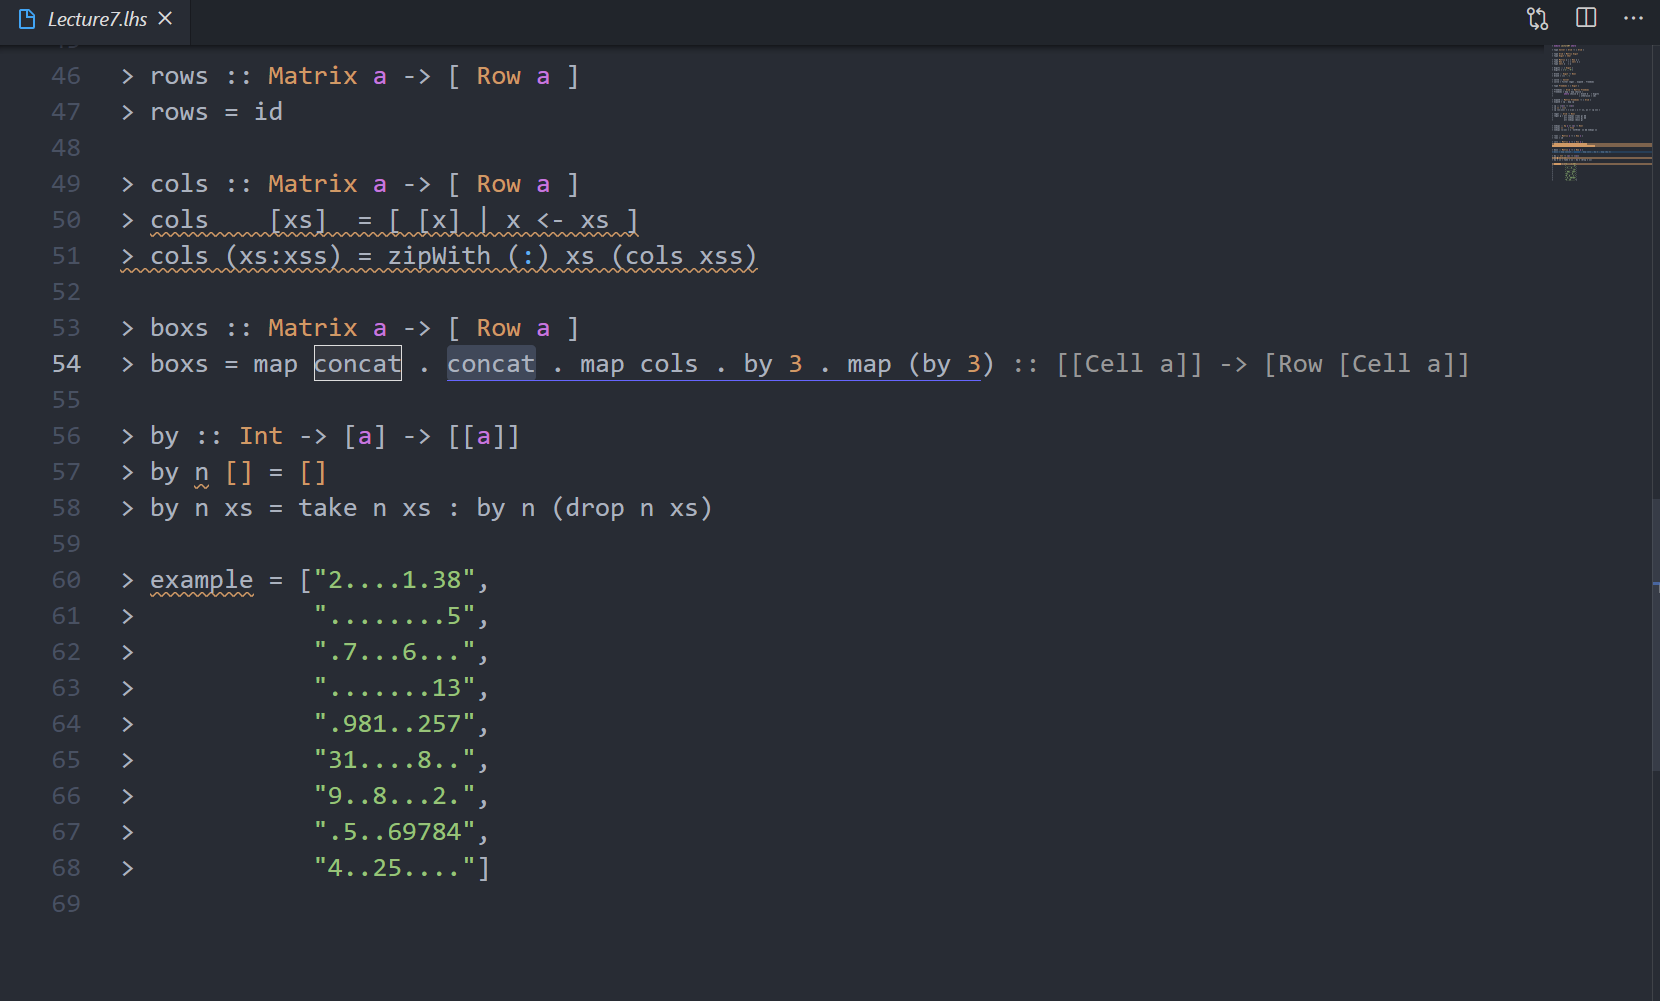 Lecture7.lhs
46 > rows :: Matrix a -> [ Row a ]
47 > rows = id
48
49 > cols :: Matrix a -> [ Row a ]
50 > cols    [xs]  = [ [x] | x <- xs ]
51 > cols (xs:xss) = zipWith (:) xs (cols xss)
52
53 > boxs :: Matrix a -> [ Row a ]
54 > boxs = map concat . concat . map cols . by 3 . map (by 3) :: [[Cell a]] -> [Row [Cell a]]
55
56 > by :: Int -> [a] -> [[a]]
57 > by n [] = []
58 > by n xs = take n xs : by n (drop n xs)
59
60 > example = ["2....1.38",
61 >            "........5",
62 >            ".7...6...",
63 >            ".......13",
64 >            ".981..257",
65 >            "31....8..",
66 >            "9..8...2.",
67 >            ".5..69784",
68 >            "4..25...."]
69